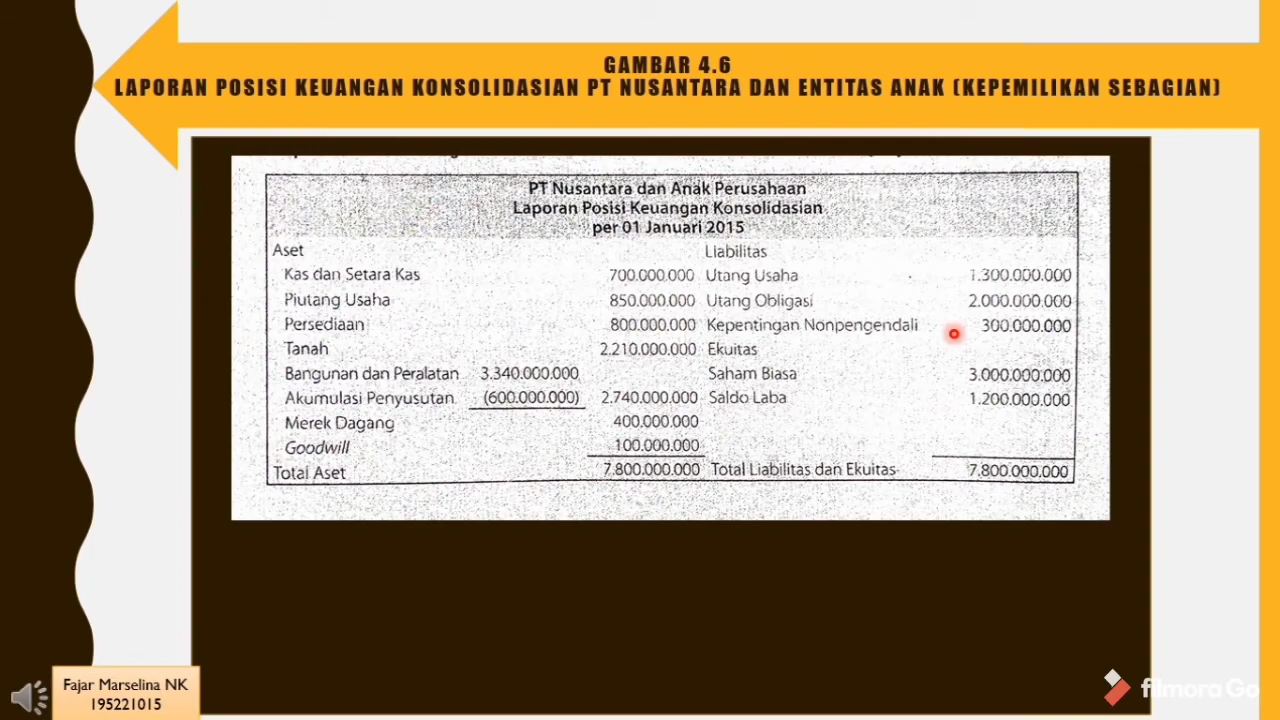 GAMBAR 4.6
LAPORAN POSISI KEUANGAN KONSOLIDASIAN PT NUSANTARA DAN ENTITAS ANAK (KEPEMILIKAN SEBAGIAN)
PT Nusantara dan Anak Perusahaan
Laporan Posisi Keuangan Konsolidasian
per 01 Januari 2015
Aset Liabilitas
Kas dan Setara Kas 700.000.000 Utang Usaha 1.300.000.000
Piutang Usaha 850.000.000 Utang Obligasi 2.000.000.000
Persediaan 800.000.000 Kepentingan Nonpengendali 300.000.000
Tanah 2.210.000.000 Ekuitas
Bangunan dan Peralatan 3.340.000.000 Saham Biasa 3.000.000.000
Akumulasi Penyusutan (600.000.000) 2.740.000.000 Saldo Laba 1.200.000.000
Merek Dagang 400.000.000
Goodwill 100.000.000
Total Aset 7.800.000.000 Total Liabilitas dan Ekuitas 7.800.000.000
Fajar Marselina NK
195221015
filmora Go